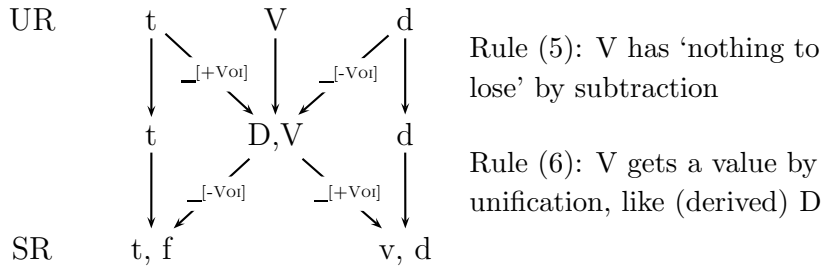 UR t V d
Rule (5): V has ‘nothing to
lose’ by subtraction
_[+VOI] _[-VOI]
t D,V d
Rule (6): V gets a value by
unification, like (derived) D
_[-VOI] _[+VOI]
SR t, f v, d